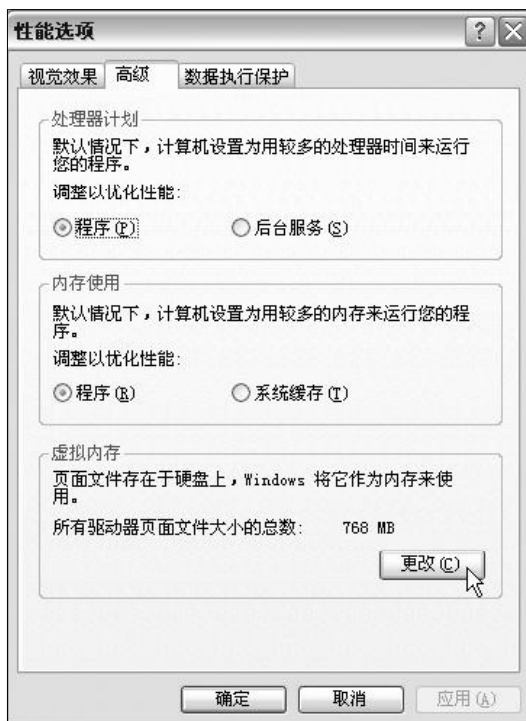 性能选项
视觉效果 高级 数据执行保护
处理器计划
默认情况下，计算机设置为用较多的处理器时间来运行
您的程序。
调整以优化性能:
程序(P) 后台服务(S)
内存使用
默认情况下，计算机设置为用较多的内存来运行您的程
序。
调整以优化性能:
程序(R) 系统缓存(T)
虚拟内存
页面文件存在于硬盘上，Windows 将它作为内存来使
用。
所有驱动器页面文件大小的总数: 768 MB
更改(C)
确定 取消 应用(A)